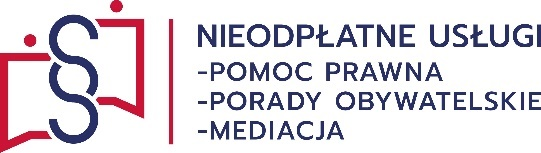 NIEODPŁATNE USŁUGI
-POMOC PRAWNA
-PORADY OBYWATELSKIE
-MEDIACJA